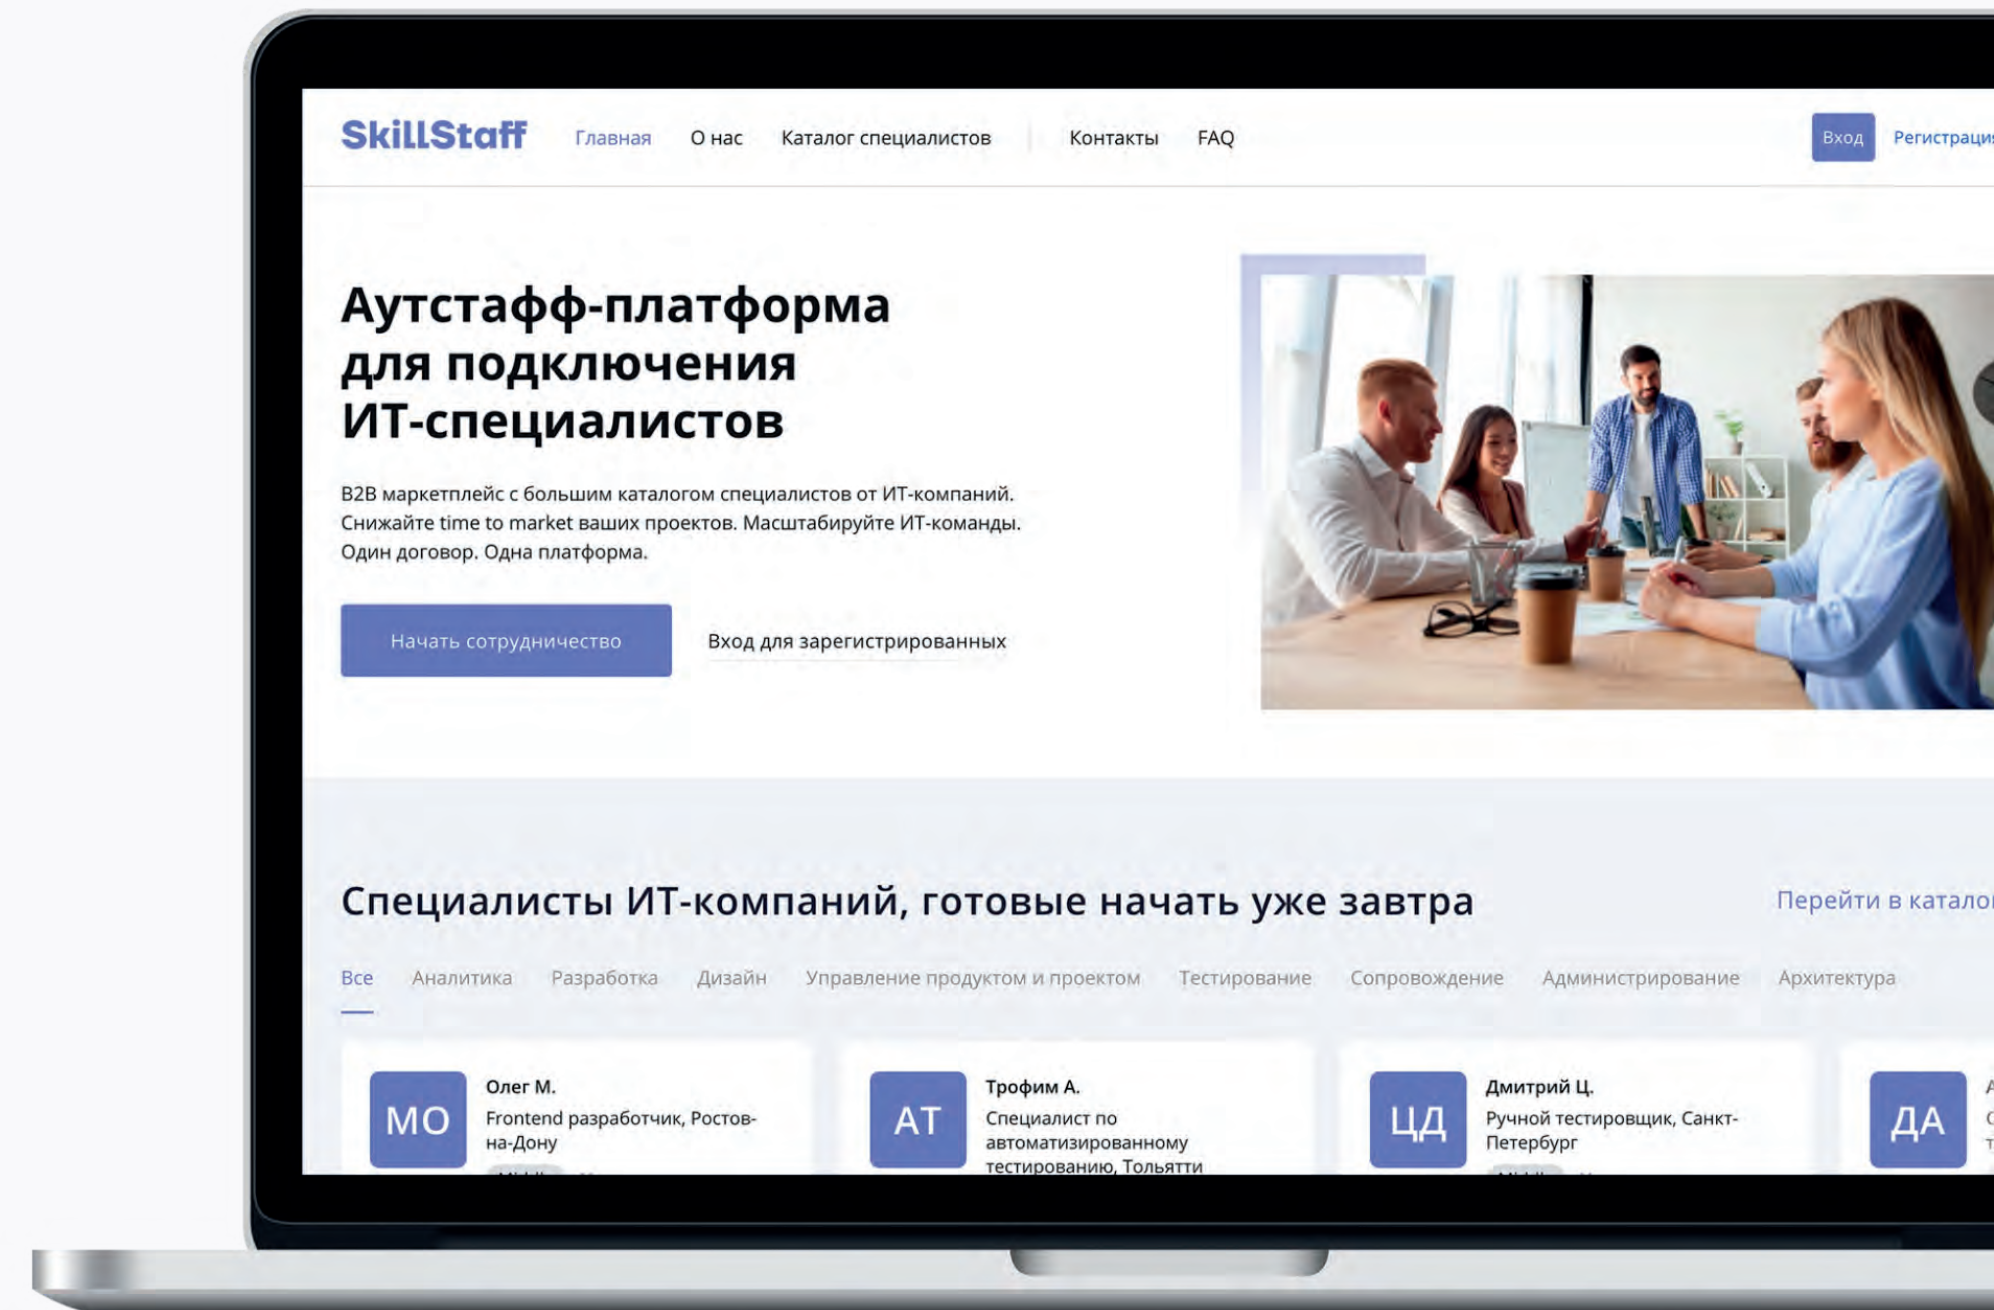 SkillStaff Главная О нас Каталог специалистов Контакты FAQ Вход Регистрация
Аутстафф-платформа
для подключения
ИТ-специалистов
B2B маркетплейс с большим каталогом специалистов от ИТ-компаний.
Снижайте time to market ваших проектов. Масштабируйте ИТ-команды.
Один договор. Одна платформа.
Начать сотрудничество Вход для зарегистрированных
Специалисты ИТ-компаний, готовые начать уже завтра Перейти в
Все Аналитика Разработка Дизайн Управление продуктом и проектом Тестирование Сопровождение Администрирование Архитектура
МО
Олег М.
Frontend разработчик, Ростов-
на-Дону
АТ
Трофим А.
Специалист по
автоматизированному
тестированию, Тольятти
ЦД
Дмитрий Ц.
Ручной тестировщик, Санкт-
Петербург
ДА